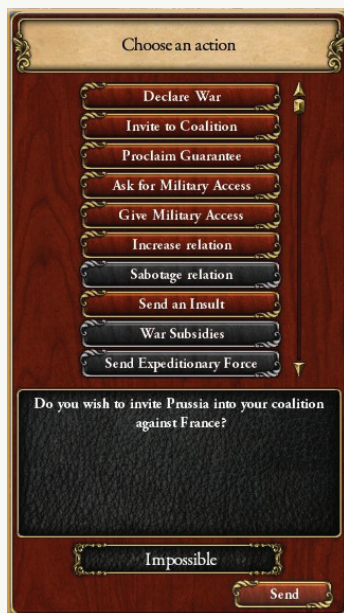 Choose an action
Declare War
Invite to Coalition
Proclaim Guarantee
Ask for Military Access
Give Military Access
Increase relation
Sabotage relation
Send an Insult
War Subsidies
Send Expeditionary Force
Do you wish to invite Prussia into your coalition
against France?
Impossible
Send